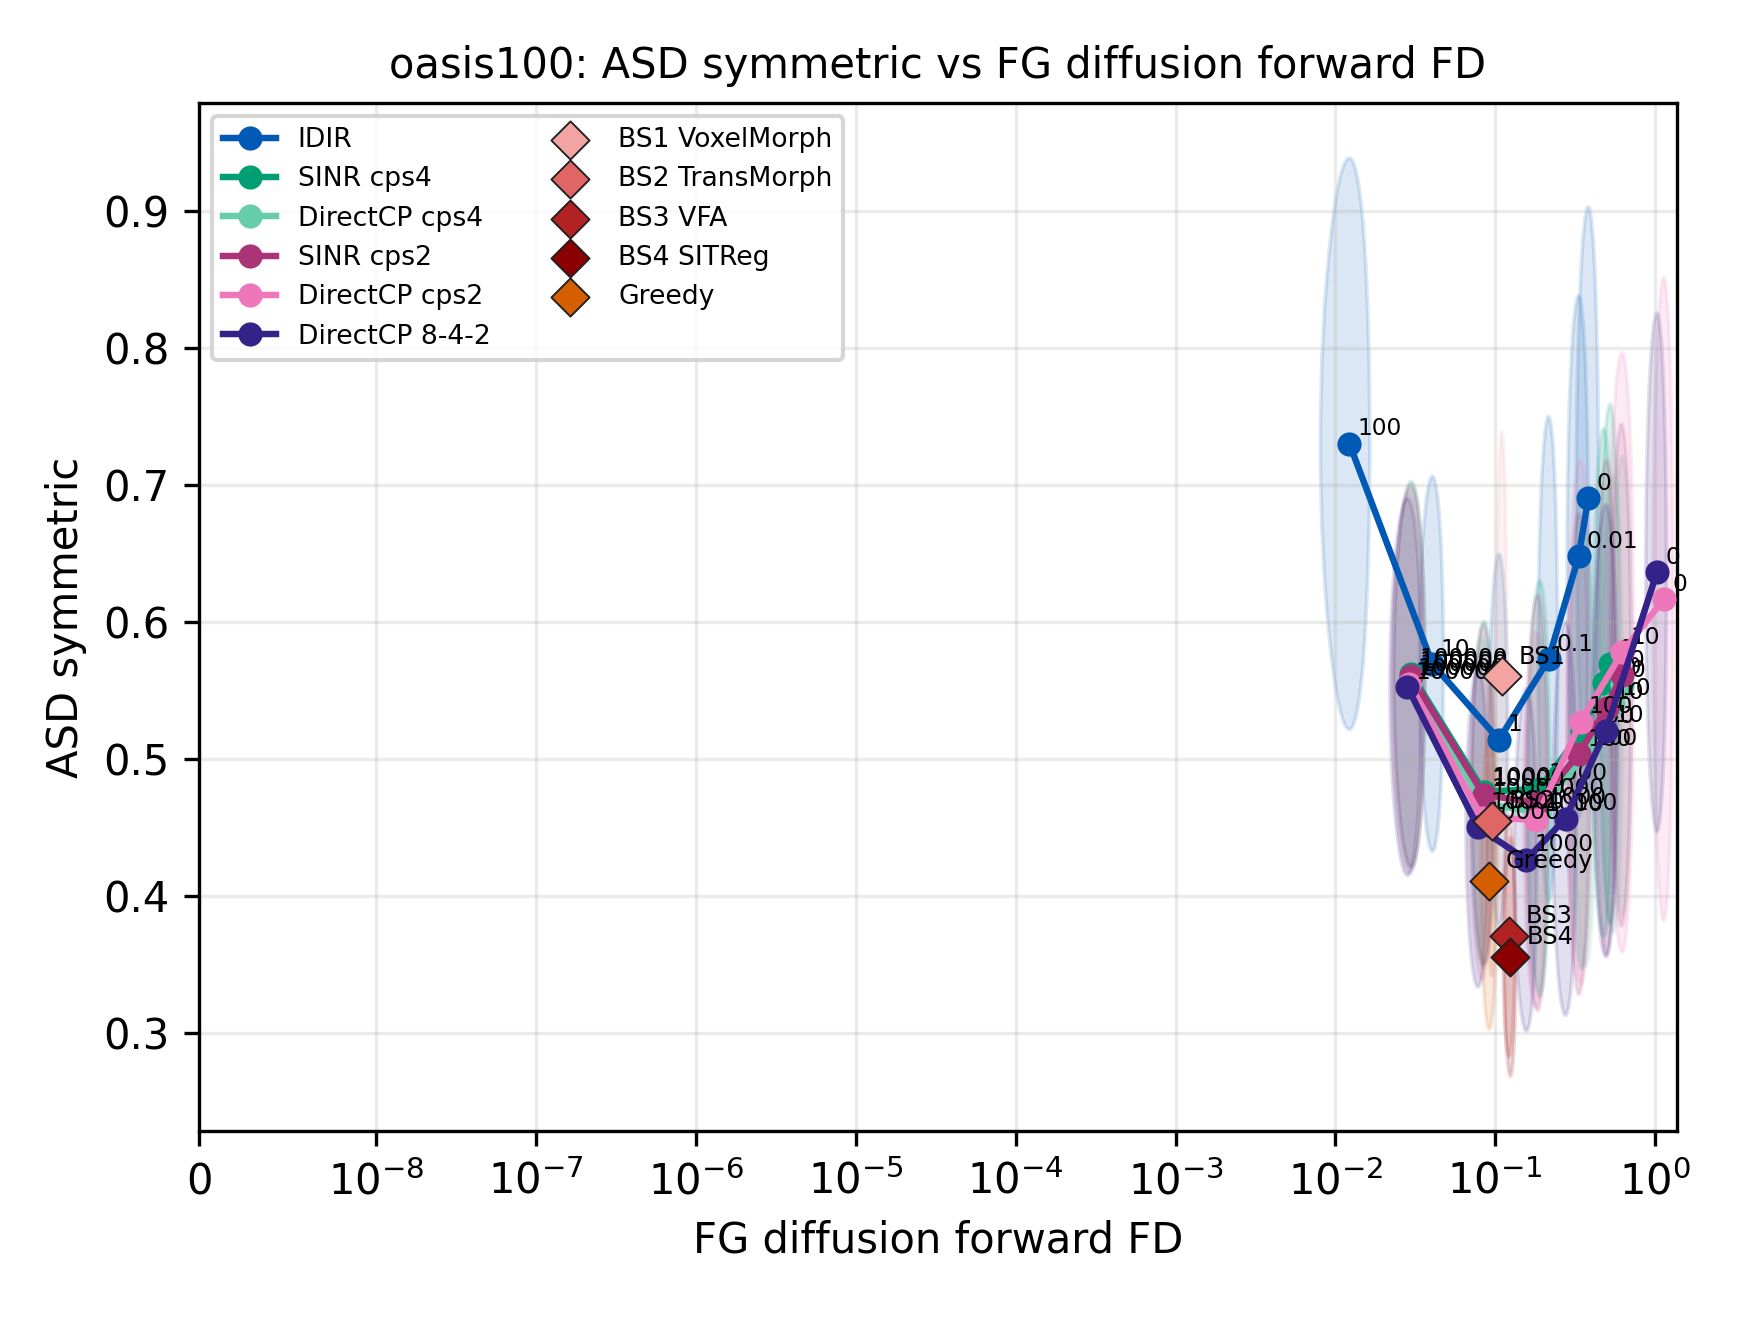 oasis100: ASD symmetric vs FG diffusion forward FD
IDIR
SINR cps4
DirectCP cps4
SINR cps2
DirectCP cps2
DirectCP 8-4-2
BS1 VoxelMorph
BS2 TransMorph
BS3 VFA
BS4 SITReg
Greedy
ASD symmetric
0.9
0.8
0.7
0.6
0.5
0.4
0.3
100
0
0.01
0
0
10
0.1
BS1
10
1
100
1000
Greedy
BS3
BS4
0
10⁻⁸
10⁻⁷
10⁻⁶
10⁻⁵
10⁻⁴
10⁻³
10⁻²
10⁻¹
10⁰
FG diffusion forward FD